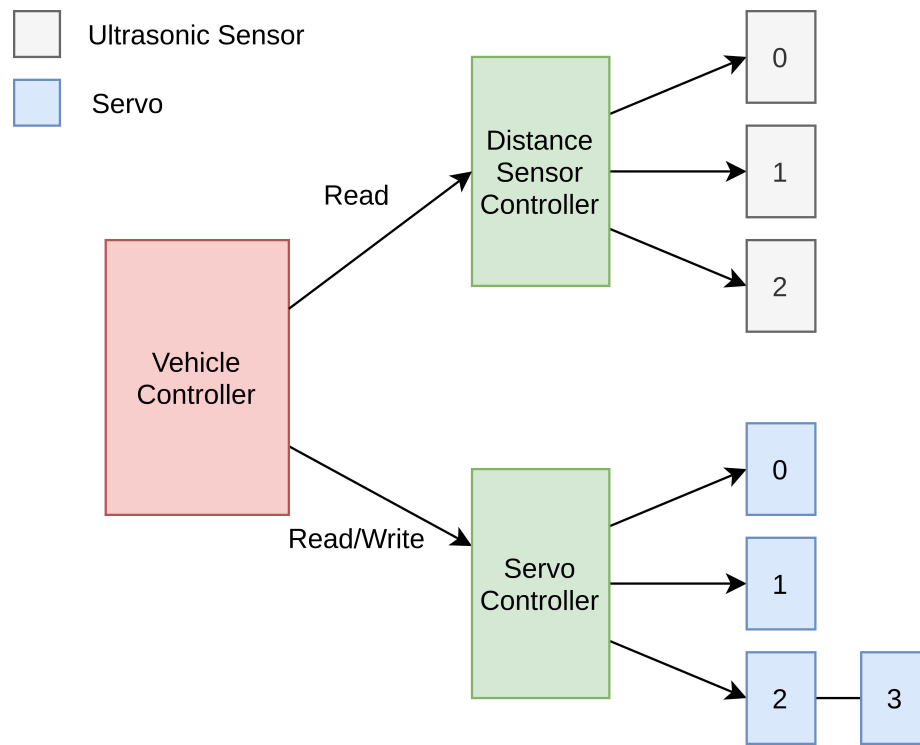 Ultrasonic Sensor
Servo
Vehicle
Controller
Read
Read/Write
Distance
Sensor
Controller
0
1
2
Servo
Controller
0
1
2
3